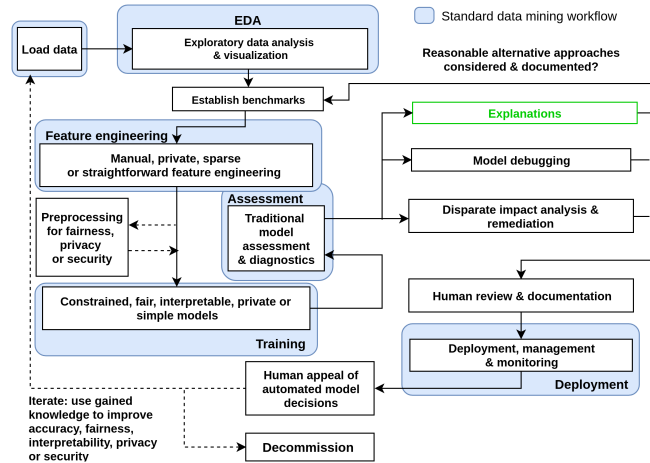 EDA
Standard data mining workflow
Load data
Exploratory data analysis
& visualization
Reasonable alternative approaches
considered & documented?
Establish benchmarks
Explanations
Feature engineering
Manual, private, sparse
or straightforward feature engineering
Model debugging
Assessment
Traditional
model
assessment
& diagnostics
Preprocessing
for fairness,
privacy
or security
Disparate impact analysis &
remediation
Constrained, fair, interpretable, private or
simple models
Training
Human review & documentation
Deployment, management
& monitoring
Deployment
Human appeal of
automated model
decisions
Iterate: use gained
knowledge to improve
accuracy, fairness,
interpretability, privacy
or security
Decommission